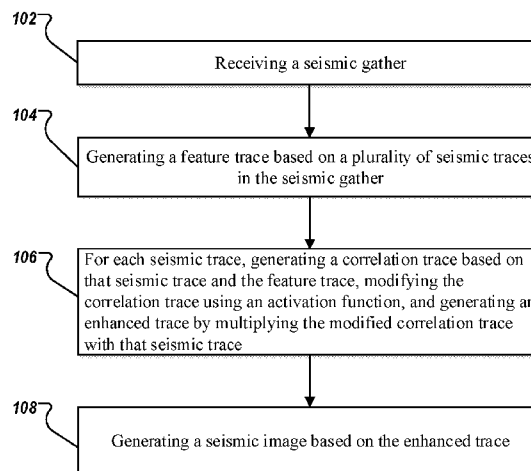 102
Receiving a seismic gather
104
Generating a feature trace based on a plurality of seismic traces
in the seismic gather
106
For each seismic trace, generating a correlation trace based on
that seismic trace and the feature trace, modifying the
correlation trace using an activation function, and generating an
enhanced trace by multiplying the modified correlation trace
with that seismic trace
108
Generating a seismic image based on the enhanced trace